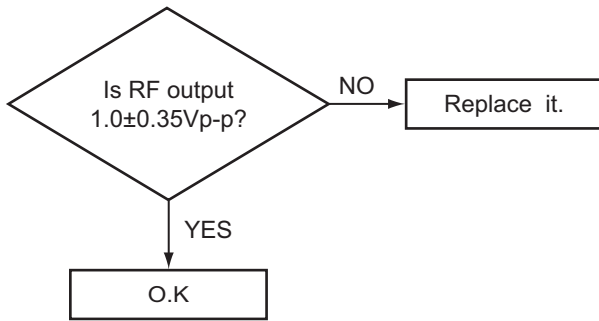 Is RF output
1.0±0.35Vp-p?
NO
Replace it.
YES
O.K